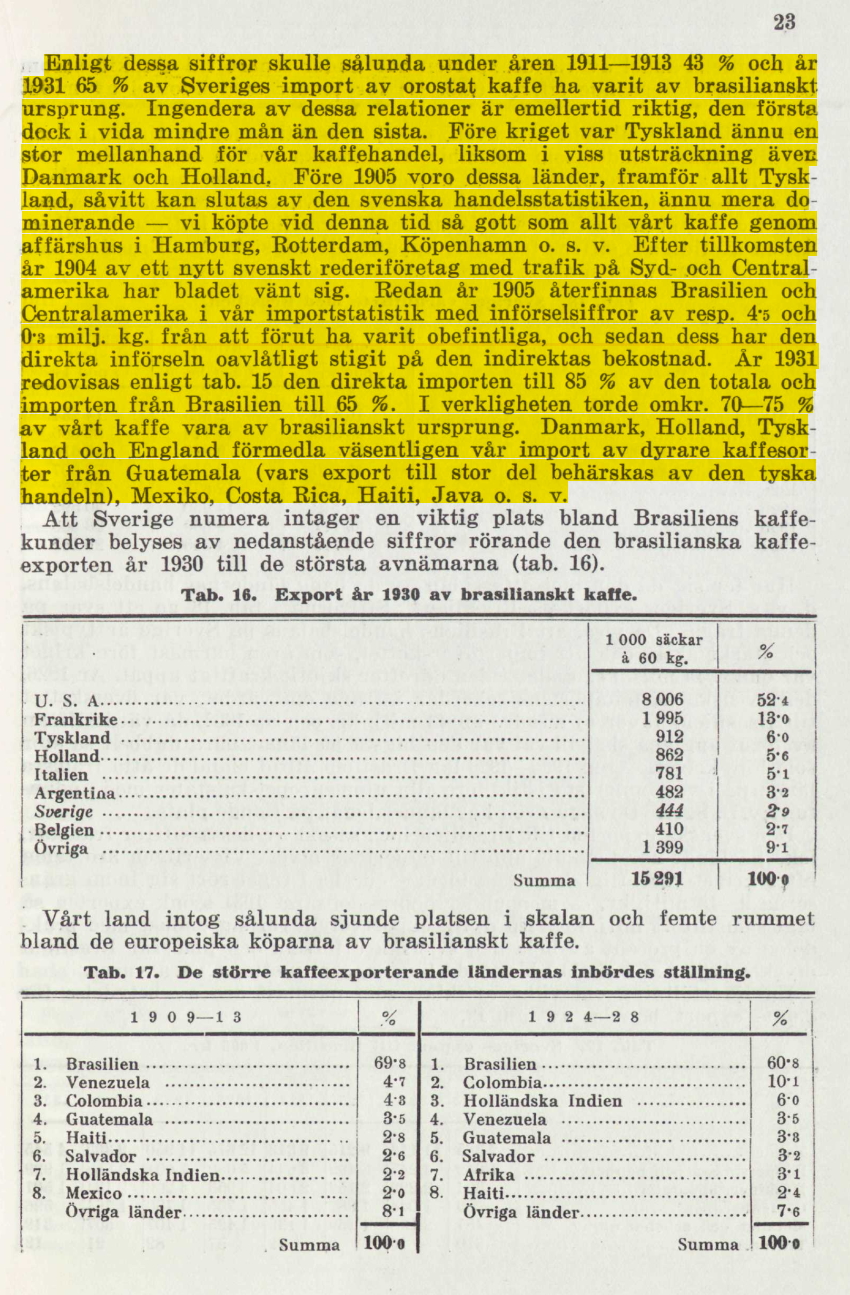 23
Enligt dessa siffror skulle sålunda under åren 1911—1913 43 % och år
1931 65 % av Sveriges import av orostat kaffe ha varit av brasilianskt
ursprung. Ingendera av dessa relationer är emellertid riktig, den första
dock i vida mindre mån än den sista. Före kriget var Tyskland ännu en
stor mellanhand för vår kaffehandel, liksom i viss utsträckning även
Danmark och Holland. Före 1905 voro dessa länder, framför allt Tysk-
land, såvitt kan slutas av den svenska handelsstatistiken, ännu mera do-
minerande — vi köpte vid denna tid så gott som allt vårt kaffe genom
affärshus i Hamburg, Rotterdam, Köpenhamn o. s. v. Efter tillkomsten
år 1904 av ett nytt svenskt rederiföretag med trafik på Syd- och Central-
amerika har bladet vänt sig. Redan år 1905 återfinnas Brasilien och
Centralamerika i vår importstatistik med införselsiffror av resp. 4·5 och
0·3 milj. kg. från att förut ha varit obefintliga, och sedan dess har den
direkta införseln oavlåtligt stigit på den indirektas bekostnad. År 1931
redovisas enligt tab. 15 den direkta importen till 85 % av den totala och
importen från Brasilien till 65 %. I verkligheten torde omkr. 70—75 %
av vårt kaffe vara av brasilianskt ursprung. Danmark, Holland, Tysk-
land och England förmedla väsentligen vår import av dyrare kaffesor-
ter från Guatemala (vars export till stor del behärskas av den tyska
handeln), Mexiko, Costa Rica, Haiti, Java o. s. v.
Att Sverige numera intager en viktig plats bland Brasiliens kaffe-
kunder belyses av nedanstående siffror rörande den brasilianska kaffe-
exporten år 1930 till de största avnämarna (tab. 16).
Tab. 16. Export år 1930 av brasilianskt kaffe.
1 000 säckar à 60 kg. %
U. S. A. 8 006 52·4
Frankrike 1 995 13·0
Tyskland 912 6·0
Holland 862 5·6
Italien 781 5·1
Argentina 482 3·2
Sverige 444 2·9
Belgien 410 2·7
Övriga 1 399 9·1
Summa 15 291 100·0
Vårt land intog sålunda sjunde platsen i skalan och femte rummet
bland de europeiska köparna av brasilianskt kaffe.
Tab. 17. De större kaffeexporterande ländernas inbördes ställning.
1909—13 % 1924—28 %
1. Brasilien 69·8 1. Brasilien 60·8
2. Venezuela 4·7 2. Colombia 10·1
3. Colombia 4·3 3. Holländska Indien 6·0
4. Guatemala 3·5 4. Venezuela 3·5
5. Haiti 2·8 5. Guatemala 3·3
6. Salvador 2·6 6. Salvador 3·2
7. Holländska Indien 2·2 7. Afrika 3·1
8. Mexico 2·0 8. Haiti 2·4
Övriga länder 8·1 Övriga länder 7·6
Summa 100·0 Summa 100·0